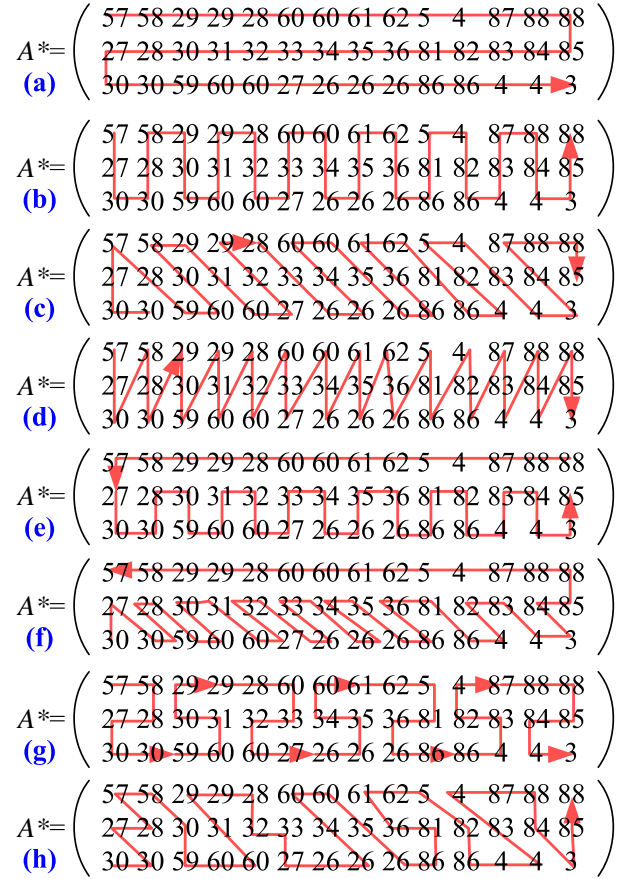 57 58 29 29 28 60 60 61 62 5 4 87 88 88
A*= 27 28 30 31 32 33 34 35 36 81 82 83 84 85
(a) 30 30 59 60 60 27 26 26 26 86 86 4 4 3
57 58 29 29 28 60 60 61 62 5 4 87 88 88
A*= 27 28 30 31 32 33 34 35 36 81 82 83 84 85
(b) 30 30 59 60 60 27 26 26 26 86 86 4 4 3
57 58 29 29 28 60 60 61 62 5 4 87 88 88
A*= 27 28 30 31 32 33 34 35 36 81 82 83 84 85
(c) 30 30 59 60 60 27 26 26 26 86 86 4 4 3
57 58 29 29 28 60 60 61 62 5 4 87 88 88
A*= 27 28 30 31 32 33 34 35 36 81 82 83 84 85
(d) 30 30 59 60 60 27 26 26 26 86 86 4 4 3
57 58 29 29 28 60 60 61 62 5 4 87 88 88
A*= 27 28 30 31 32 33 34 35 36 81 82 83 84 85
(e) 30 30 59 60 60 27 26 26 26 86 86 4 4 3
57 58 29 29 28 60 60 61 62 5 4 87 88 88
A*= 27 28 30 31 32 33 34 35 36 81 82 83 84 85
(f) 30 30 59 60 60 27 26 26 26 86 86 4 4 3
57 58 29 29 28 60 60 61 62 5 4 87 88 88
A*= 27 28 30 31 32 33 34 35 36 81 82 83 84 85
(g) 30 30 59 60 60 27 26 26 26 86 86 4 4 3
57 58 29 29 28 60 60 61 62 5 4 87 88 88
A*= 27 28 30 31 32 33 34 35 36 81 82 83 84 85
(h) 30 30 59 60 60 27 26 26 26 86 86 4 4 3